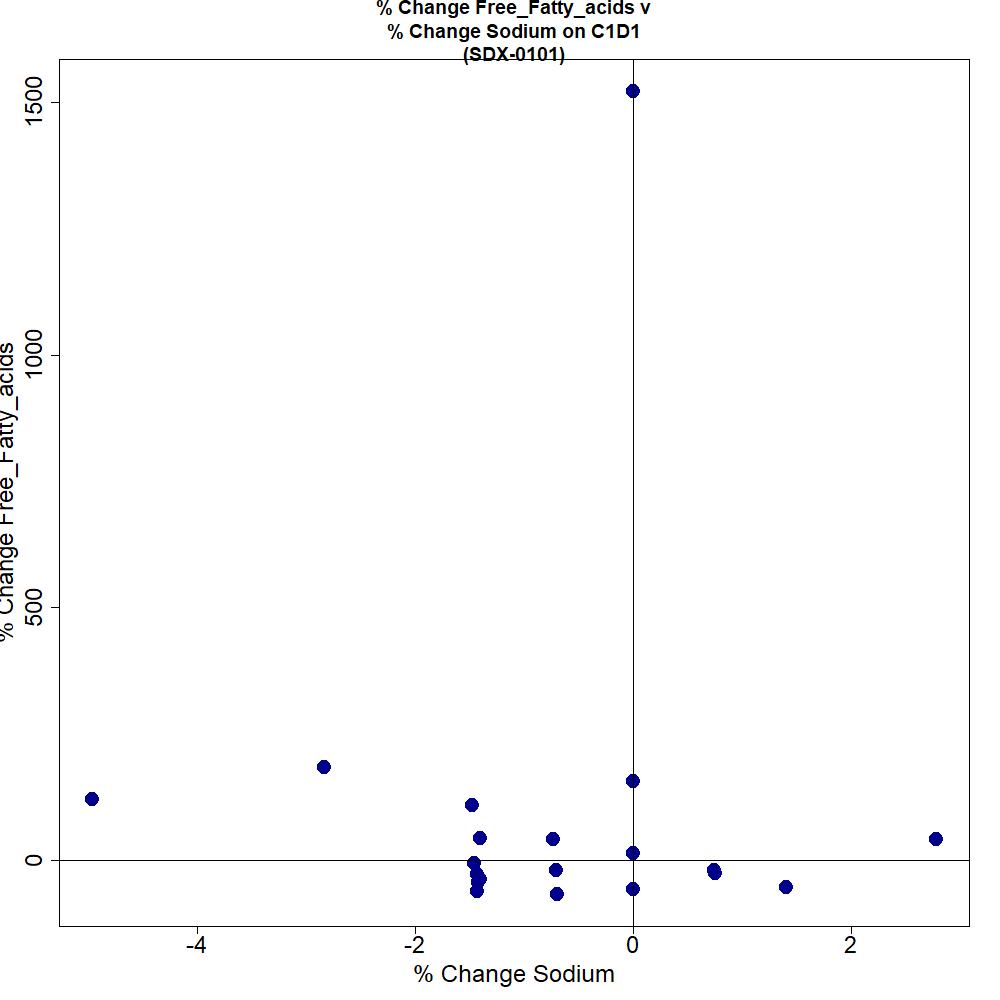 % Change Free_Fatty_acids v
% Change Sodium on C1D1
(SDX-0101)
% Change Free_Fatty_acids
1500
1000
500
0
-4
-2
0
2
% Change Sodium